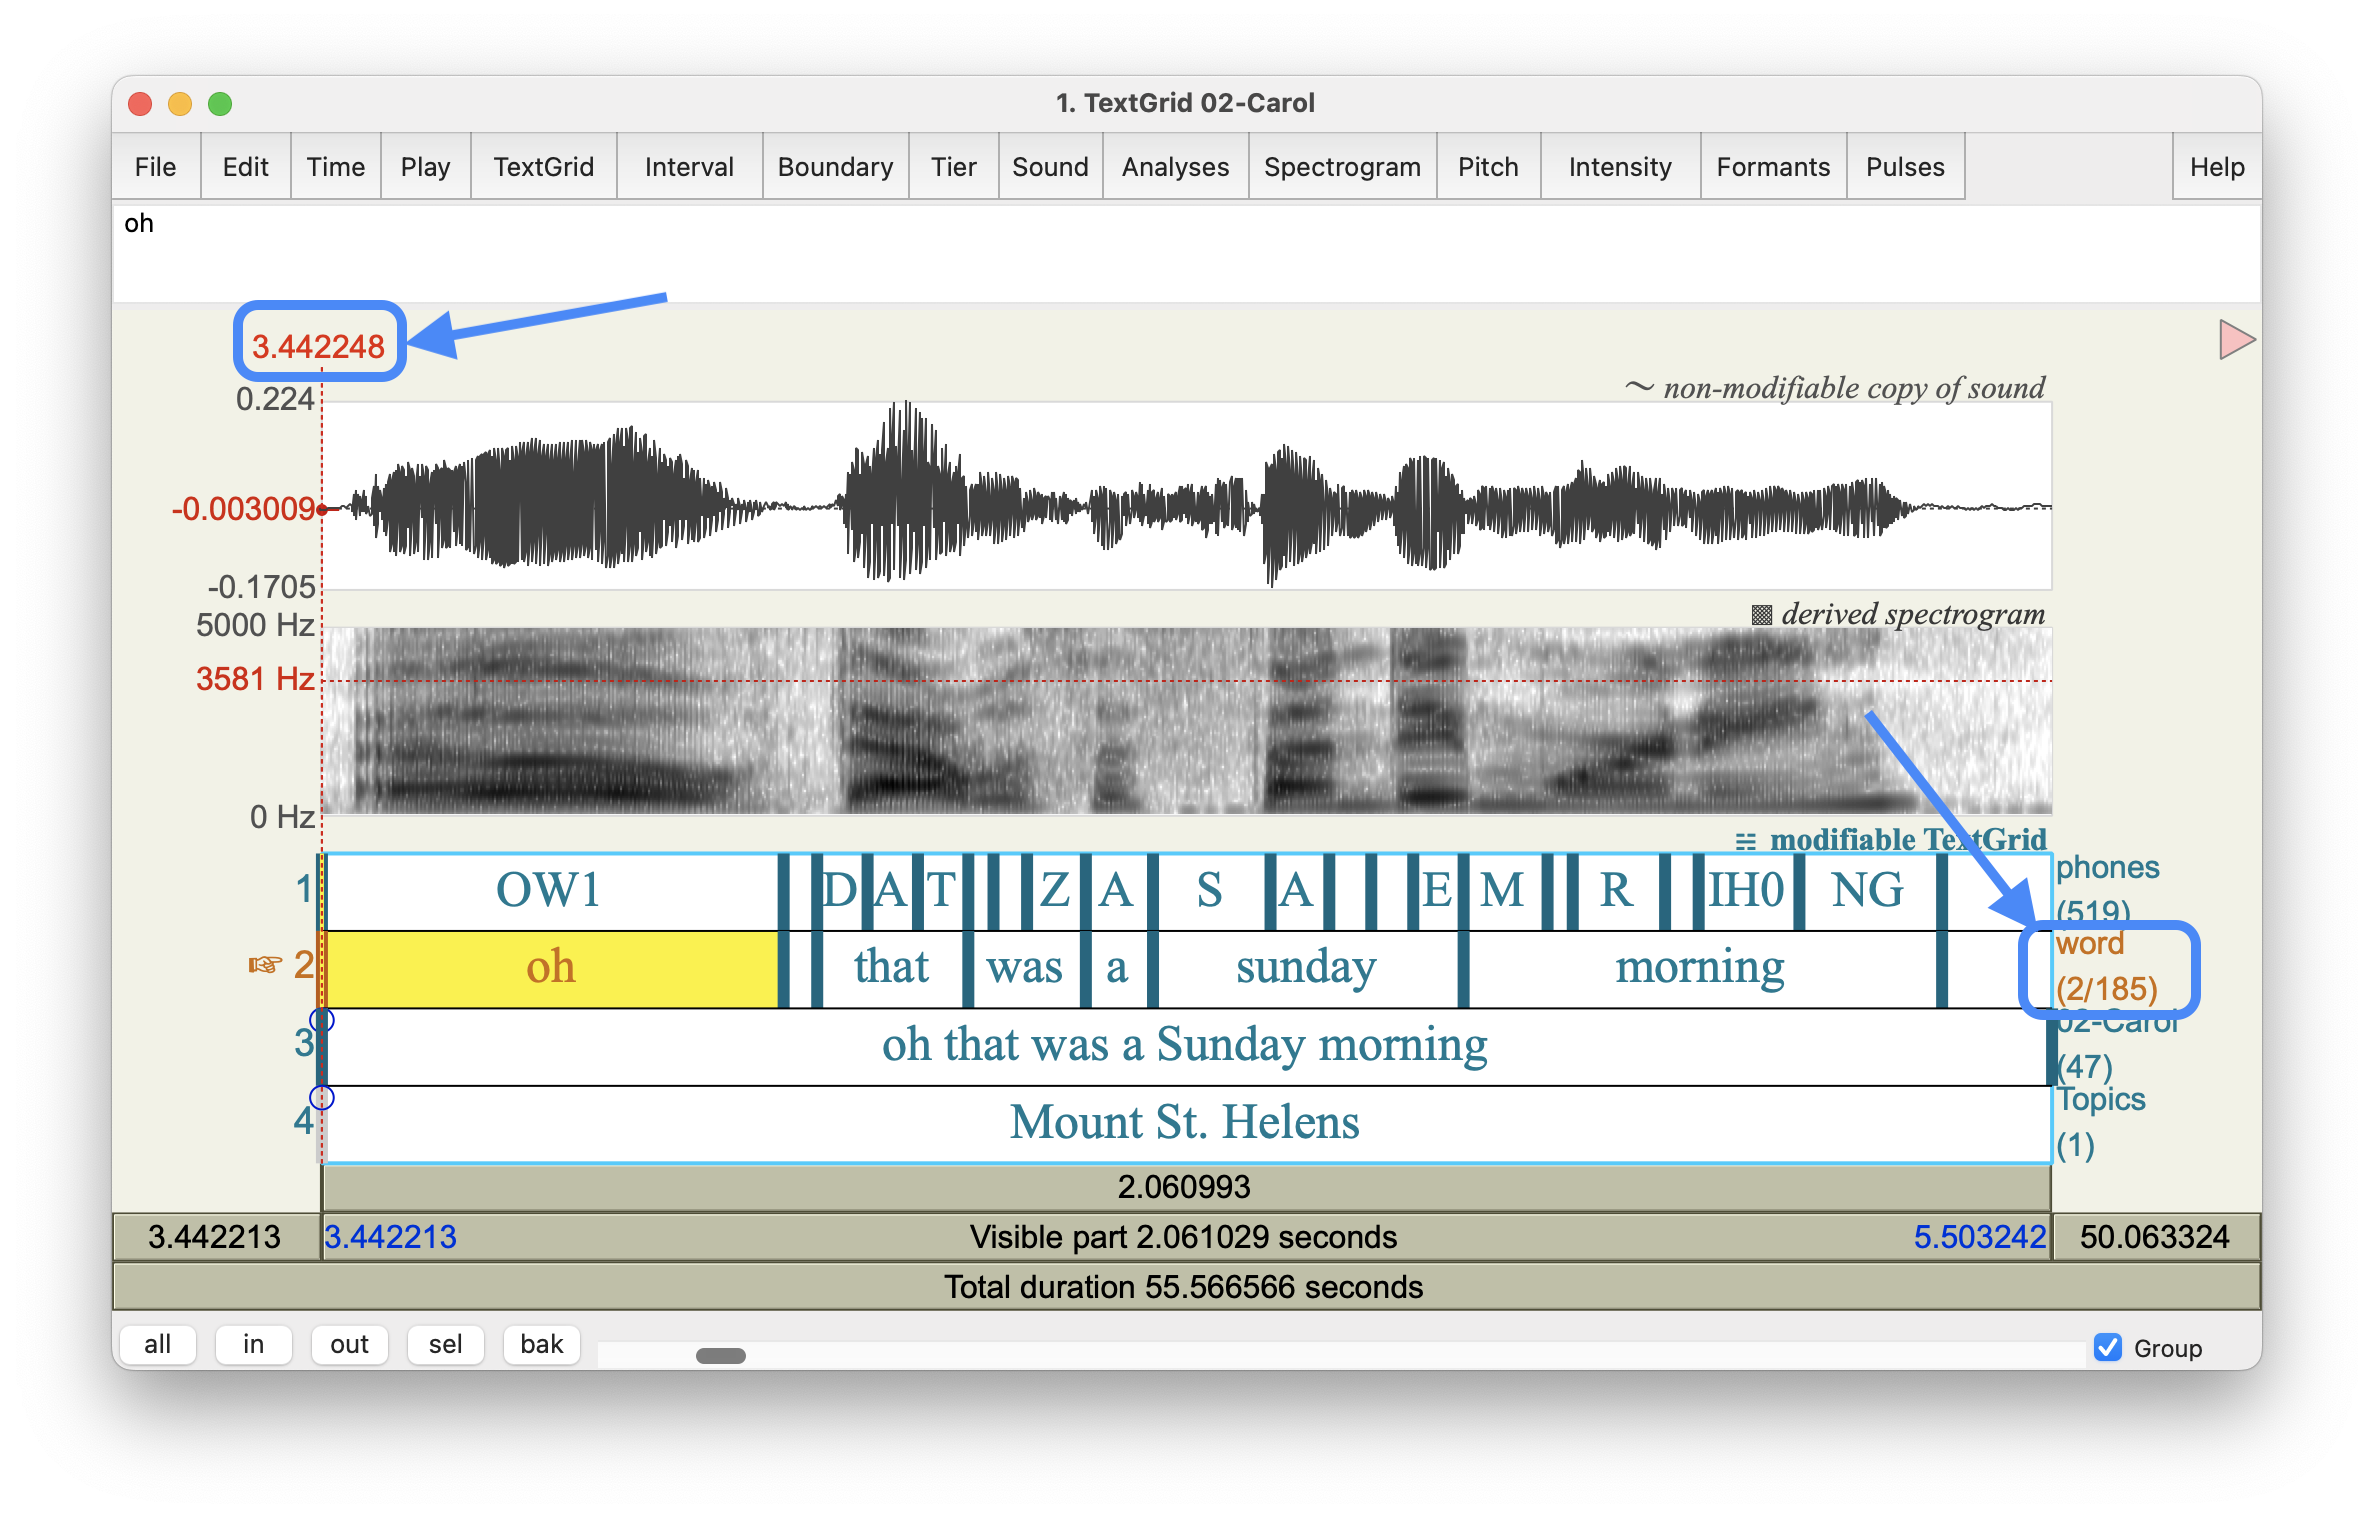 1. TextGrid 02-Carol
File Edit Time Play TextGrid Interval Boundary Tier Sound Analyses Spectrogram Pitch Intensity Formants Pulses Help
oh
3.442248
0.224
~ non-modifiable copy of sound
-0.003009
-0.1705
5000 Hz
derived spectrogram
3581 Hz
0 Hz
modifiable TextGrid
1 OW1 D A T Z A S A E M R IH0 NG phones
(519)
2 oh that was a sunday morning word
(2/185)
3 oh that was a Sunday morning 02-Carol
(47)
4 Mount St. Helens Topics
(1)
2.060993
3.442213 3.442213 Visible part 2.061029 seconds 5.503242 50.063324
Total duration 55.566566 seconds
all in out sel bak Group